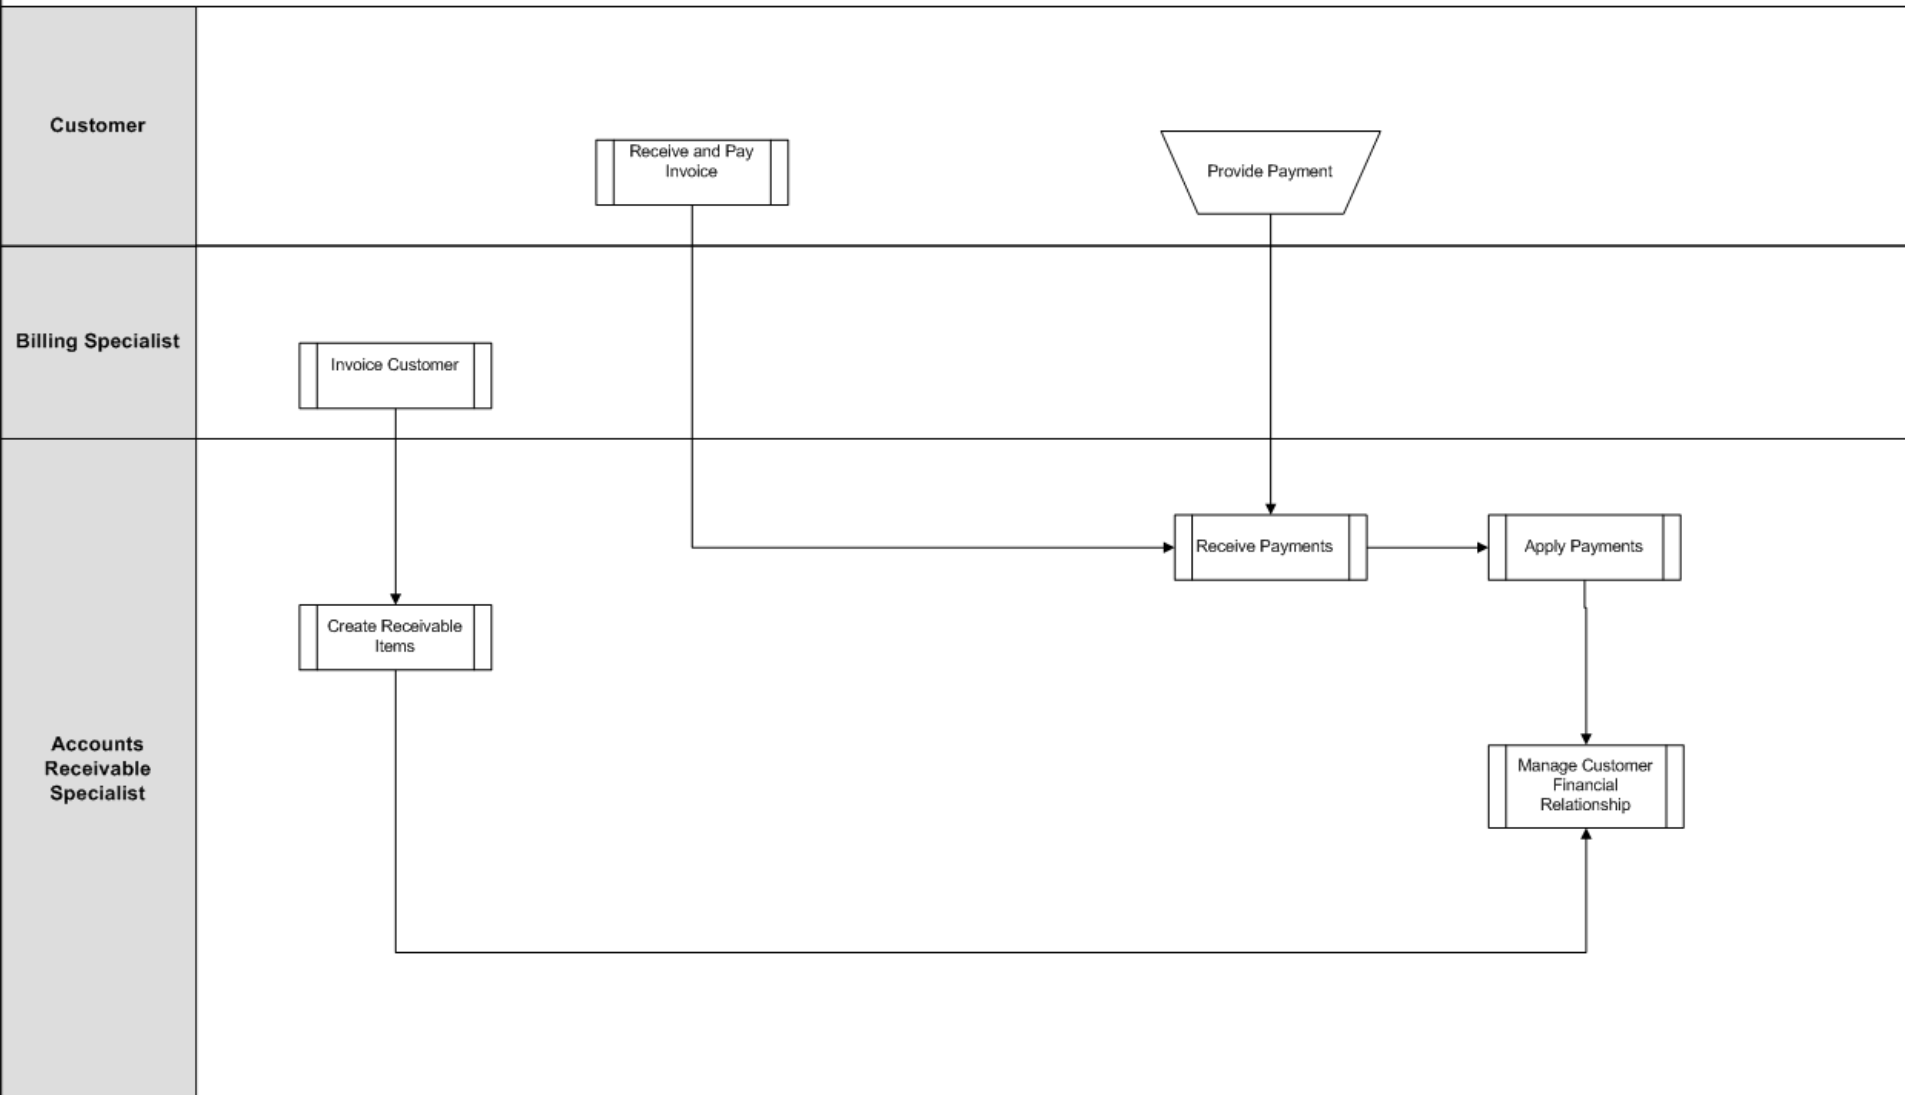 Customer
Receive and Pay
Invoice
Provide Payment
Billing Specialist
Invoice Customer
Accounts
Receivable
Specialist
Receive Payments
Apply Payments
Create Receivable
Items
Manage Customer
Financial
Relationship